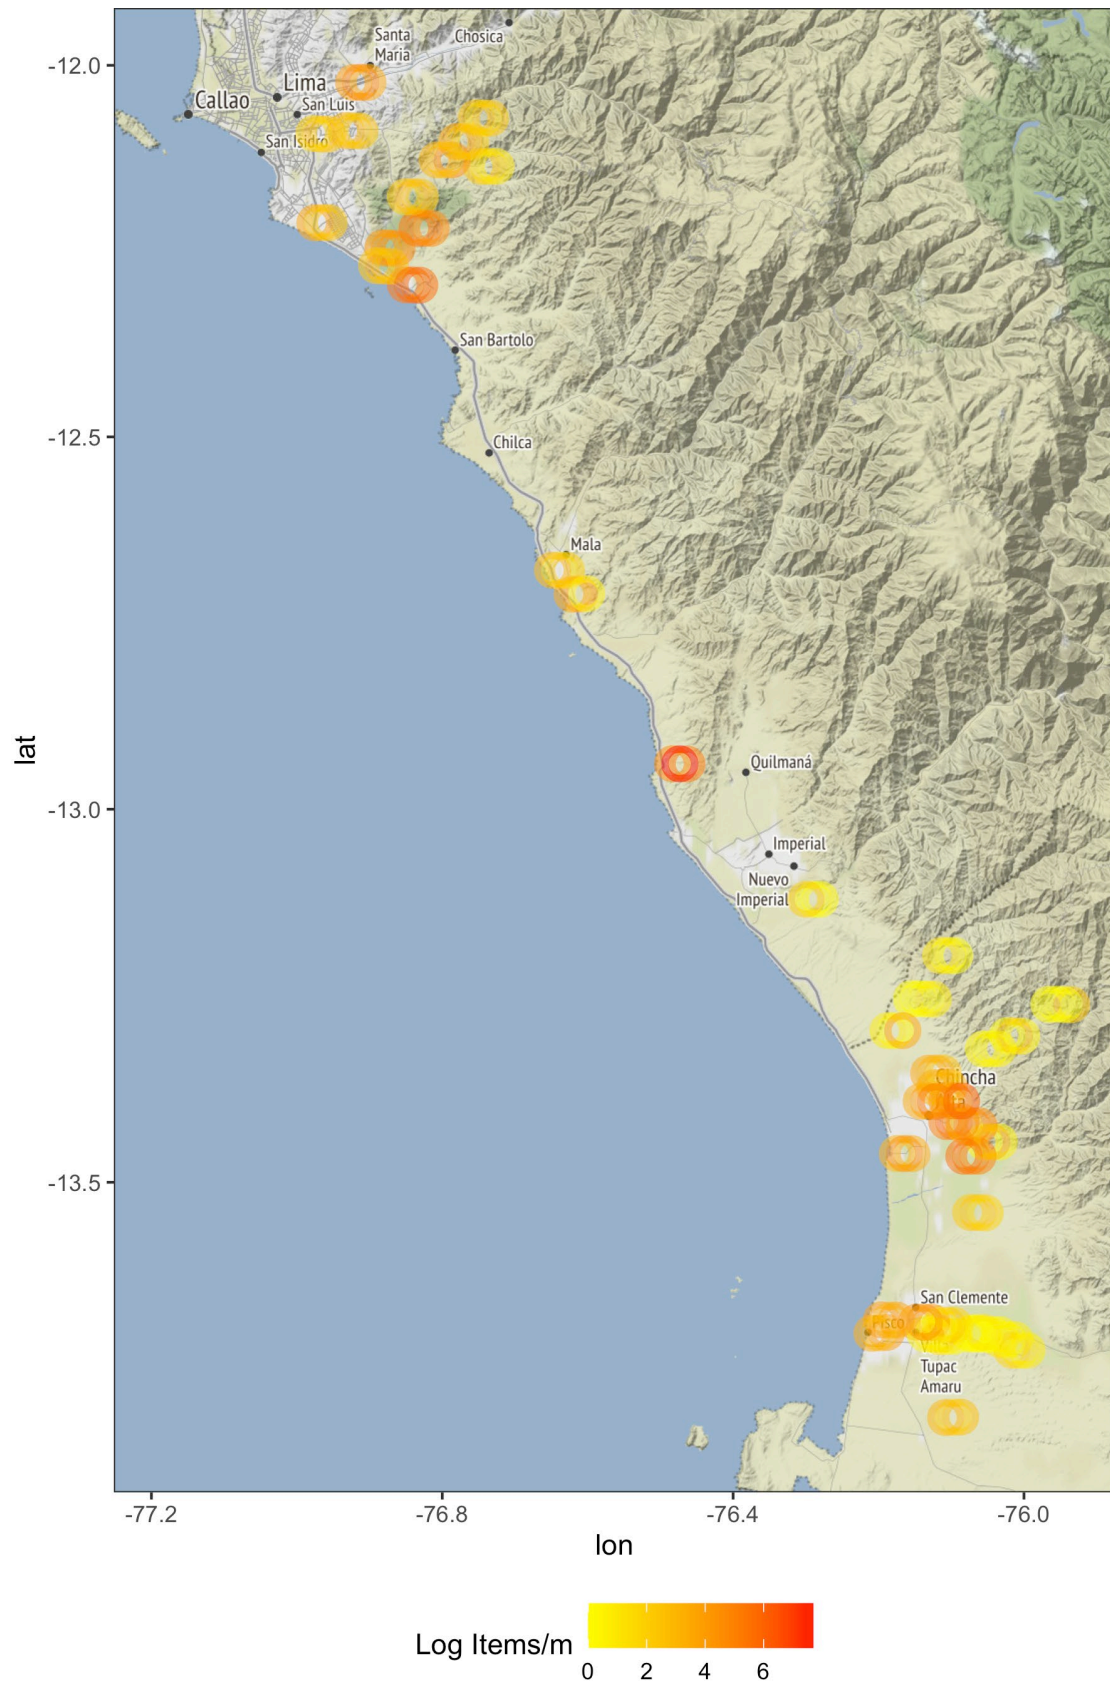 Santa
Maria
Chosica
-12.0
Lima
Callao
San Luis
San Isidro
San Bartolo
-12.5
Chilca
Mala
lat
Quilmaná
-13.0
Imperial
Nuevo
Imperial
Chincha
-13.5
San Clemente
Pisco
Tupac
Amaru
-77.2
-76.8
-76.4
-76.0
lon
Log Items/m
0 2 4 6